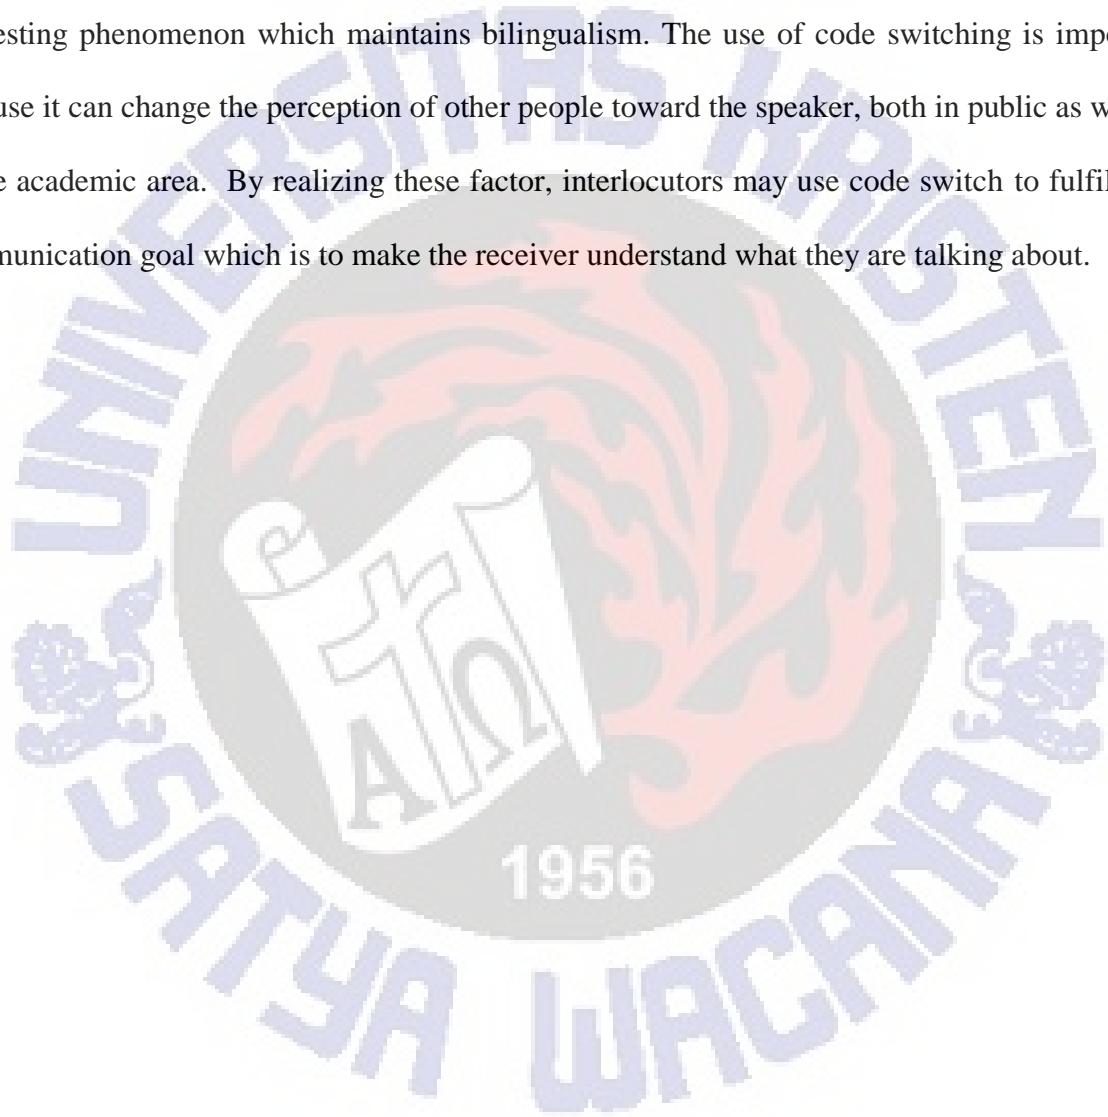 esting phenomenon which maintains bilingualism. The use of code switching is impo
use it can change the perception of other people toward the speaker, both in public as w
e academic area. By realizing these factor, interlocutors may use code switch to fulfil
munication goal which is to make the receiver understand what they are talking about.
UNIVERSITAS KRISTEN
Α Ω
1956
SATYA WACANA